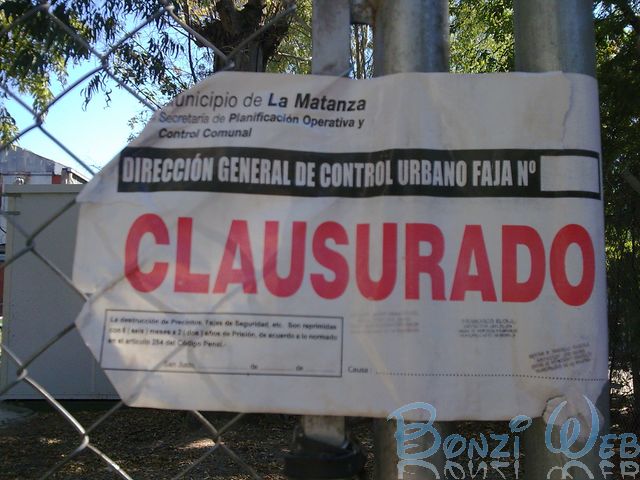 Municipio de La Matanza
Secretaria de Planificación Operativa y
Control Comunal
DIRECCIÓN GENERAL DE CONTROL URBANO FAJA Nº
CLAUSURADO
La destrucción de Precintos, Fajas de Seguridad, etc. Son reprimidas
con 6 ( seis ) meses a 2 ( dos ) años de Prisión, de acuerdo a lo normado
en el artículo 254 del Código Penal.-
San Justo, de de Causa :
Bonzi Web